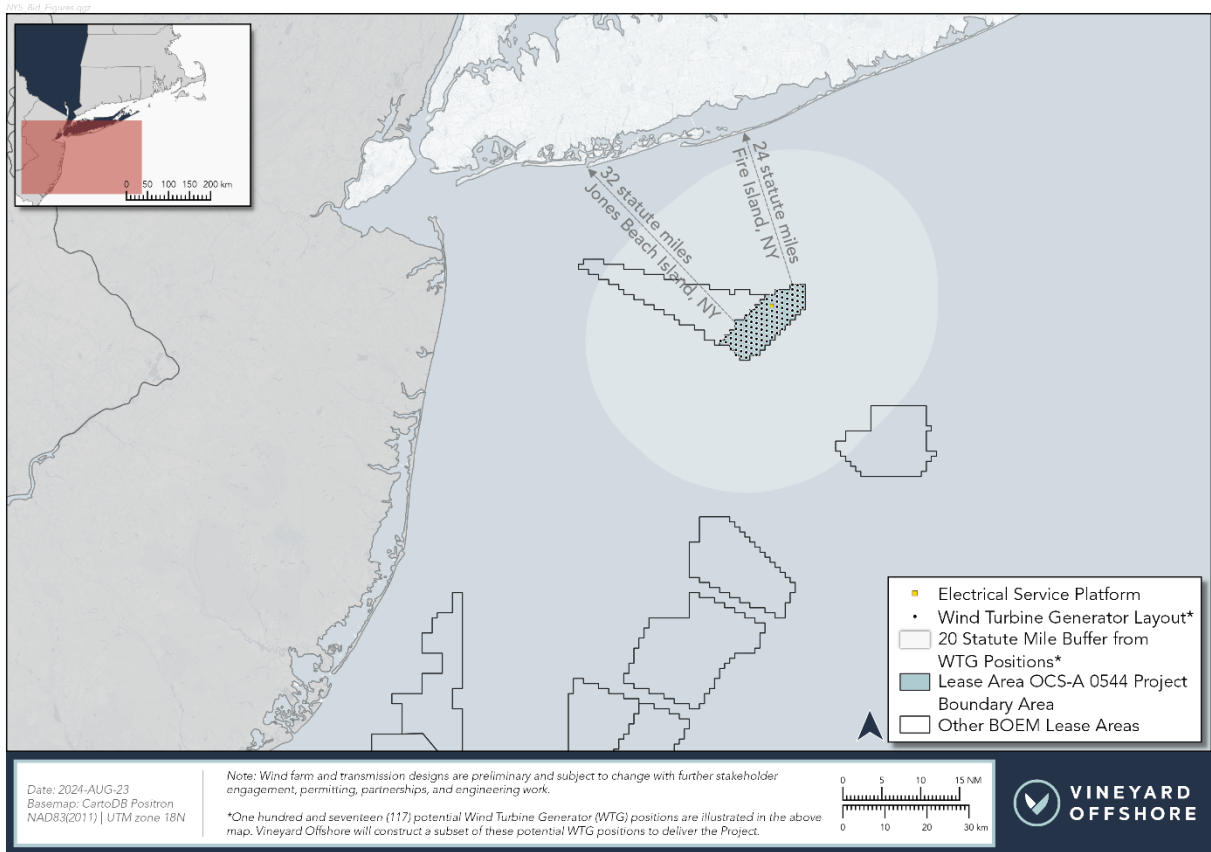 NYS_Bid_Figures.qgz
0 50 100 150 200 km
24 statute miles
Fire Island, NY
32 statute miles
Jones Beach Island, NY
Electrical Service Platform
Wind Turbine Generator Layout*
20 Statute Mile Buffer from
WTG Positions*
Lease Area OCS-A 0544 Project
Boundary Area
Other BOEM Lease Areas
Date: 2024-AUG-23
Basemap: CartoDB Positron
NAD83(2011) | UTM zone 18N
Note: Wind farm and transmission designs are preliminary and subject to change with further stakeholder
engagement, permitting, partnerships, and engineering work.
*One hundred and seventeen (117) potential Wind Turbine Generator (WTG) positions are illustrated in the above
map. Vineyard Offshore will construct a subset of these potential WTG positions to deliver the Project.
0 5 10 15 NM
0 10 20 30 km
VINEYARD
OFFSHORE